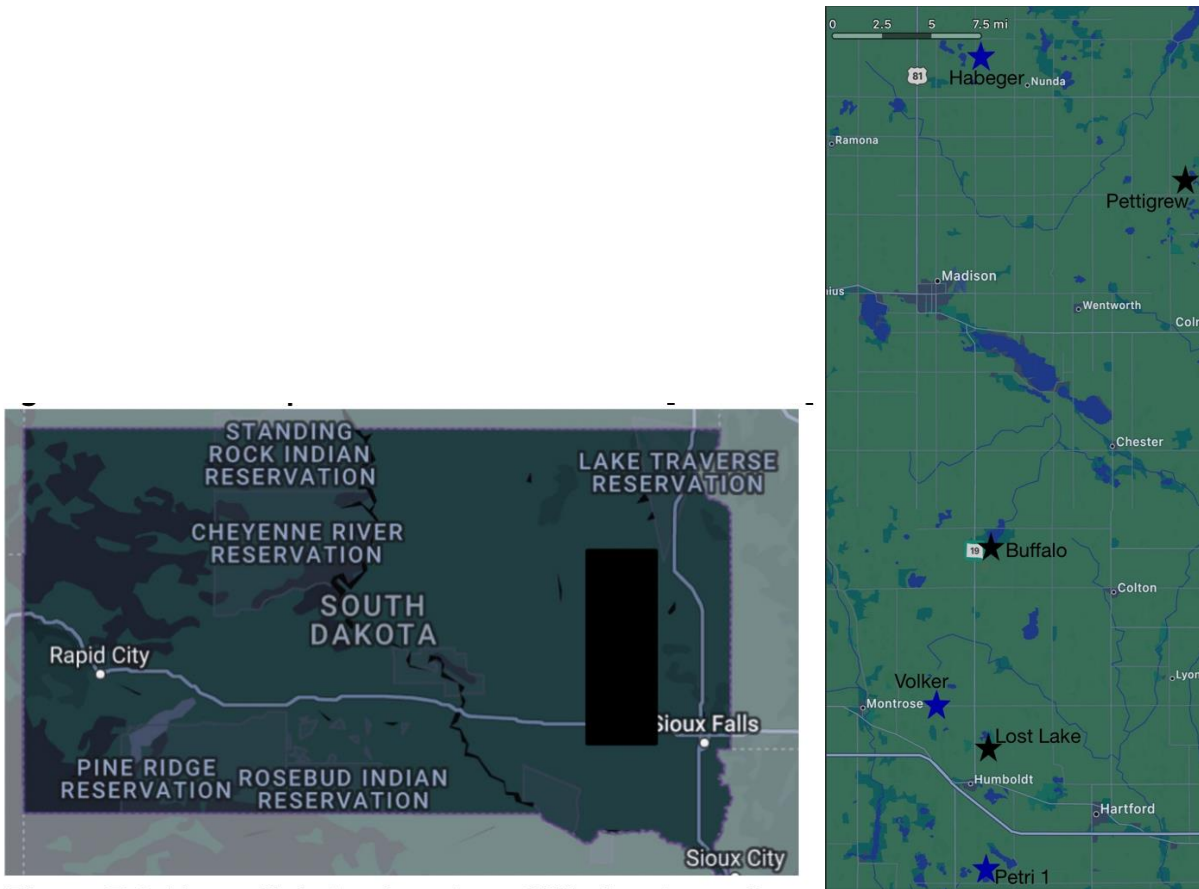 STANDING
ROCK INDIAN
RESERVATION
LAKE TRAVERSE
RESERVATION
CHEYENNE RIVER
RESERVATION
SOUTH
DAKOTA
Rapid City
Sioux Falls
PINE RIDGE
RESERVATION
ROSEBUD INDIAN
RESERVATION
Sioux City
0 2.5 5 7.5 mi
81
Habeger
Nunda
Ramona
Pettigrew
Madison
Wentworth
Chester
19
Buffalo
Colton
Volker
Montrose
Lost Lake
Humboldt
Hartford
Petri 1